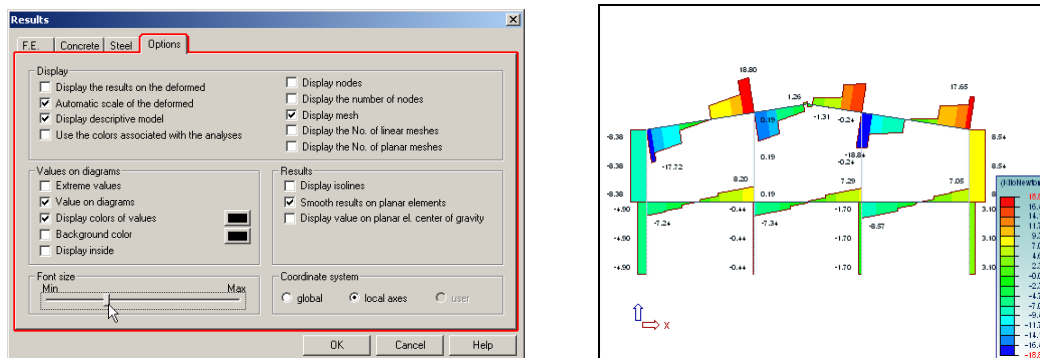 Results
F.E. Concrete Steel Options
Display
Display the results on the deformed
Automatic scale of the deformed
Display descriptive model
Use the colors associated with the analyses
Display nodes
Display the number of nodes
Display mesh
Display the No. of linear meshes
Display the No. of planar meshes
Values on diagrams
Extreme values
Value on diagrams
Display colors of values
Background color
Display inside
Results
Display isolines
Smooth results on planar elements
Display value on planar el. center of gravity
Font size
Min Max
Coordinate system
global local axes user
OK Cancel Help
18.80
17.65
1.26
-1.31
0.19 -0.24
-8.38 8.54
-17.72 0.19 -0.24 -18.84
-8.38 8.54
8.20 7.29 7.05
-8.38 0.19 8.54
-4.90 -0.44 -1.70 3.10
-7.24 -7.34 -8.57
-4.90 -0.44 -1.70 3.10
-4.90 -0.44 -1.70 3.10
X